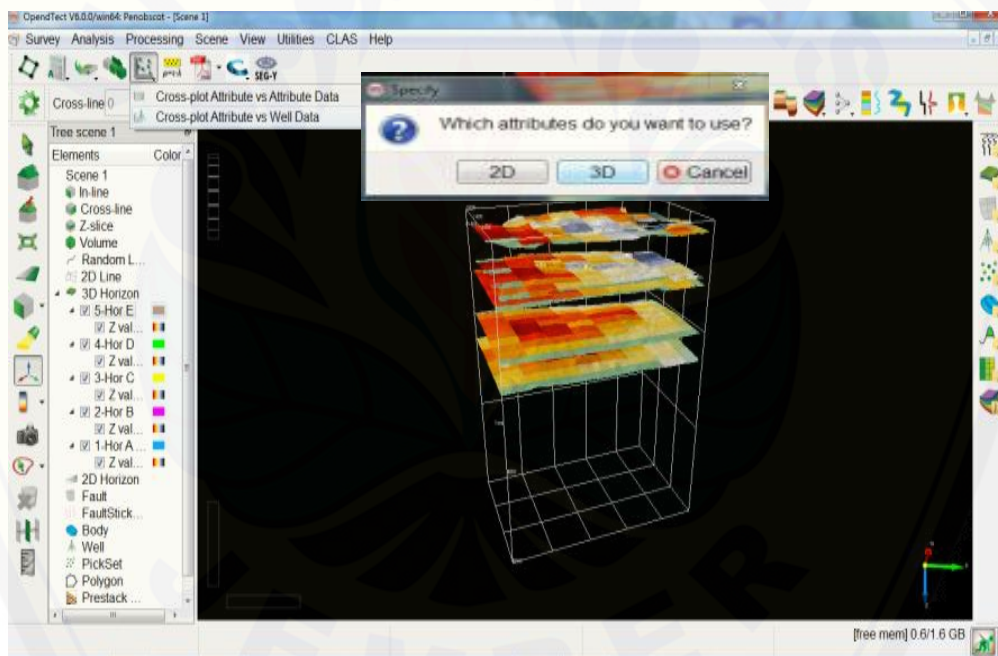 OpendTect V6.0.0/win64: Penobscot - [Scene 1]
Survey Analysis Processing Scene View Utilities CLAS Help
SEG-Y
Cross-line 0
Cross-plot Attribute vs Attribute Data
Cross-plot Attribute vs Well Data
Specify
Which attributes do you want to use?
2D 3D Cancel
Tree scene 1
Elements Color
Scene 1
In-line
Cross-line
Z-slice
Volume
Random L...
2D Line
3D Horizon
5-Hor E
Z val...
4-Hor D
Z val...
3-Hor C
Z val...
2-Hor B
Z val...
1-Hor A ...
Z val...
2D Horizon
Fault
FaultStick...
Body
Well
PickSet
Polygon
Prestack ...
[free mem] 0.6/1.6 GB